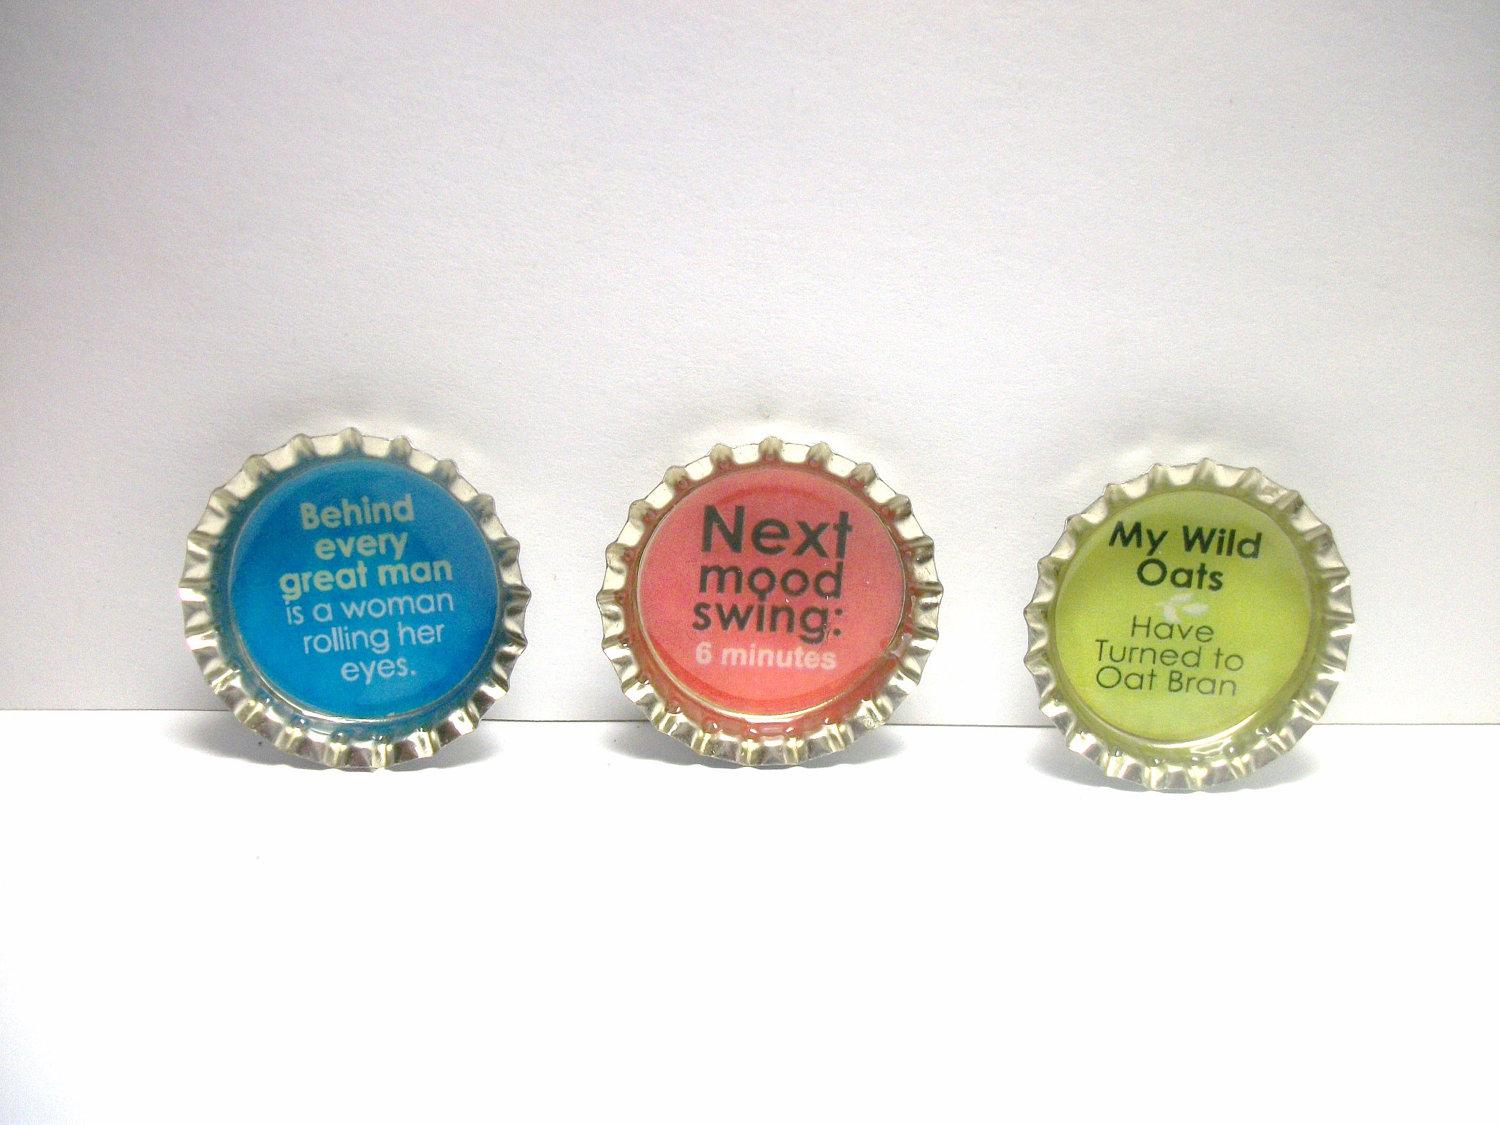 Behind
every
great man
is a woman
rolling her
eyes.
Next
mood
swing:
6 minutes
My Wild
Oats
Have
Turned to
Oat Bran